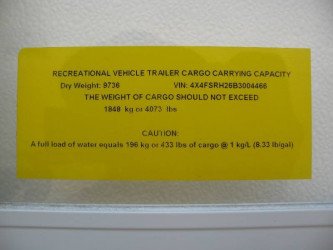 RECREATIONAL VEHICLE TRAILER CARGO CARRYING CAPACITY
Dry Weight: 9736 VIN: 4X4FSRH26B3004466
THE WEIGHT OF CARGO SHOULD NOT EXCEED
1848 kg or 4073 lbs
CAUTION:
A full load of water equals 196 kg or 433 lbs of cargo @ 1 kg/L (8.33 lb/gal)